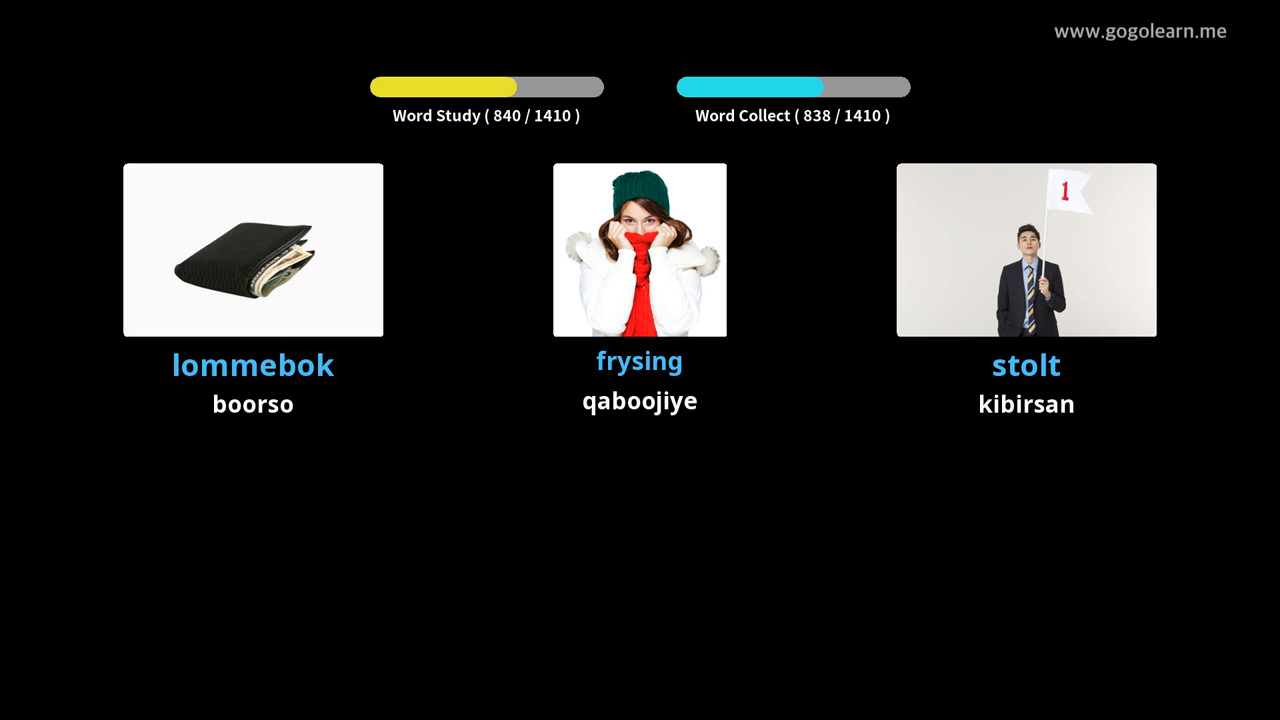 www.gogolearn.me
Word Study ( 840 / 1410 )
Word Collect ( 838 / 1410 )
1
lommebok
boorso
frysing
qaboojiye
stolt
kibirsan